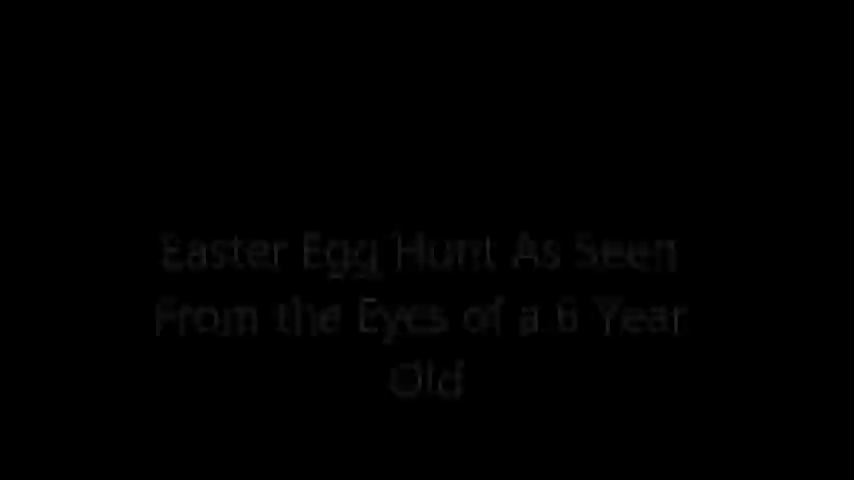 Easter Egg Hunt As Seen
From the Eyes of a 6 Year
Old